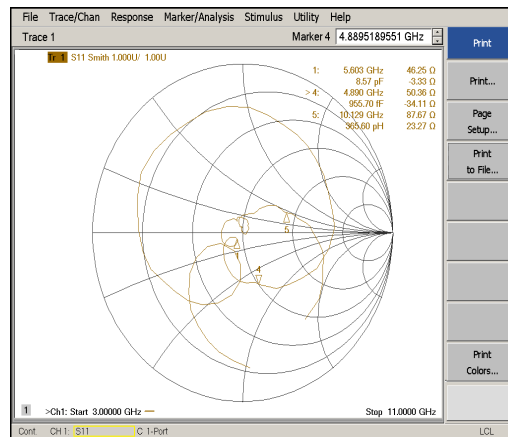 File Trace/Chan Response Marker/Analysis Stimulus Utility Help
Trace 1 Marker 4 4.8895189551 GHz
Print
Tr 1 S11 Smith 1.000U/ 1.00U
1: 5.603 GHz 46.25 Ω
8.57 pF -3.33 Ω
> 4: 4.890 GHz 50.36 Ω
955.70 fF -34.11 Ω
5: 10.129 GHz 87.67 Ω
365.60 pH 23.27 Ω
Print...
Page
Setup...
Print
to File...
5
1
4
Print
Colors...
1 >Ch1: Start 3.00000 GHz Stop 11.0000 GHz
Cont. CH 1: S11 C 1-Port LCL